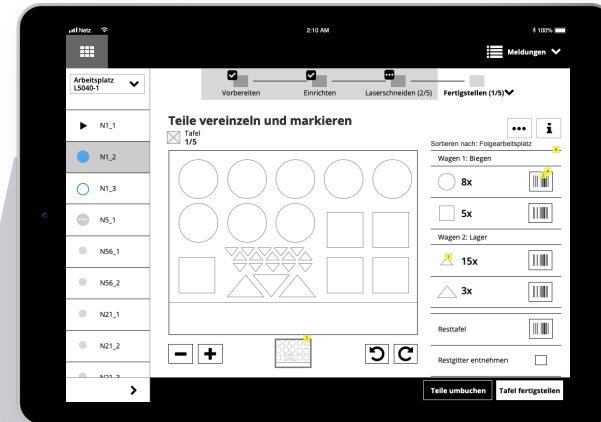 Netz
2:10 AM
100%
Meldungen
Arbeitsplatz
L5040-1
Vorbereiten
Einrichten
Laserschneiden (2/5)
Fertigstellen (1/5)
N1_1
N1_2
N1_3
N5_1
N56_1
N56_2
N21_1
N21_2
N21_3
Teile vereinzeln und markieren
Tafel
1/5
Sortieren nach: Folgearbeitsplatz
Wagen 1: Biegen
8x
5x
Wagen 2: Lager
15x
3x
Resttafel
Restgitter entnehmen
Teile umbuchen
Tafel fertigstellen